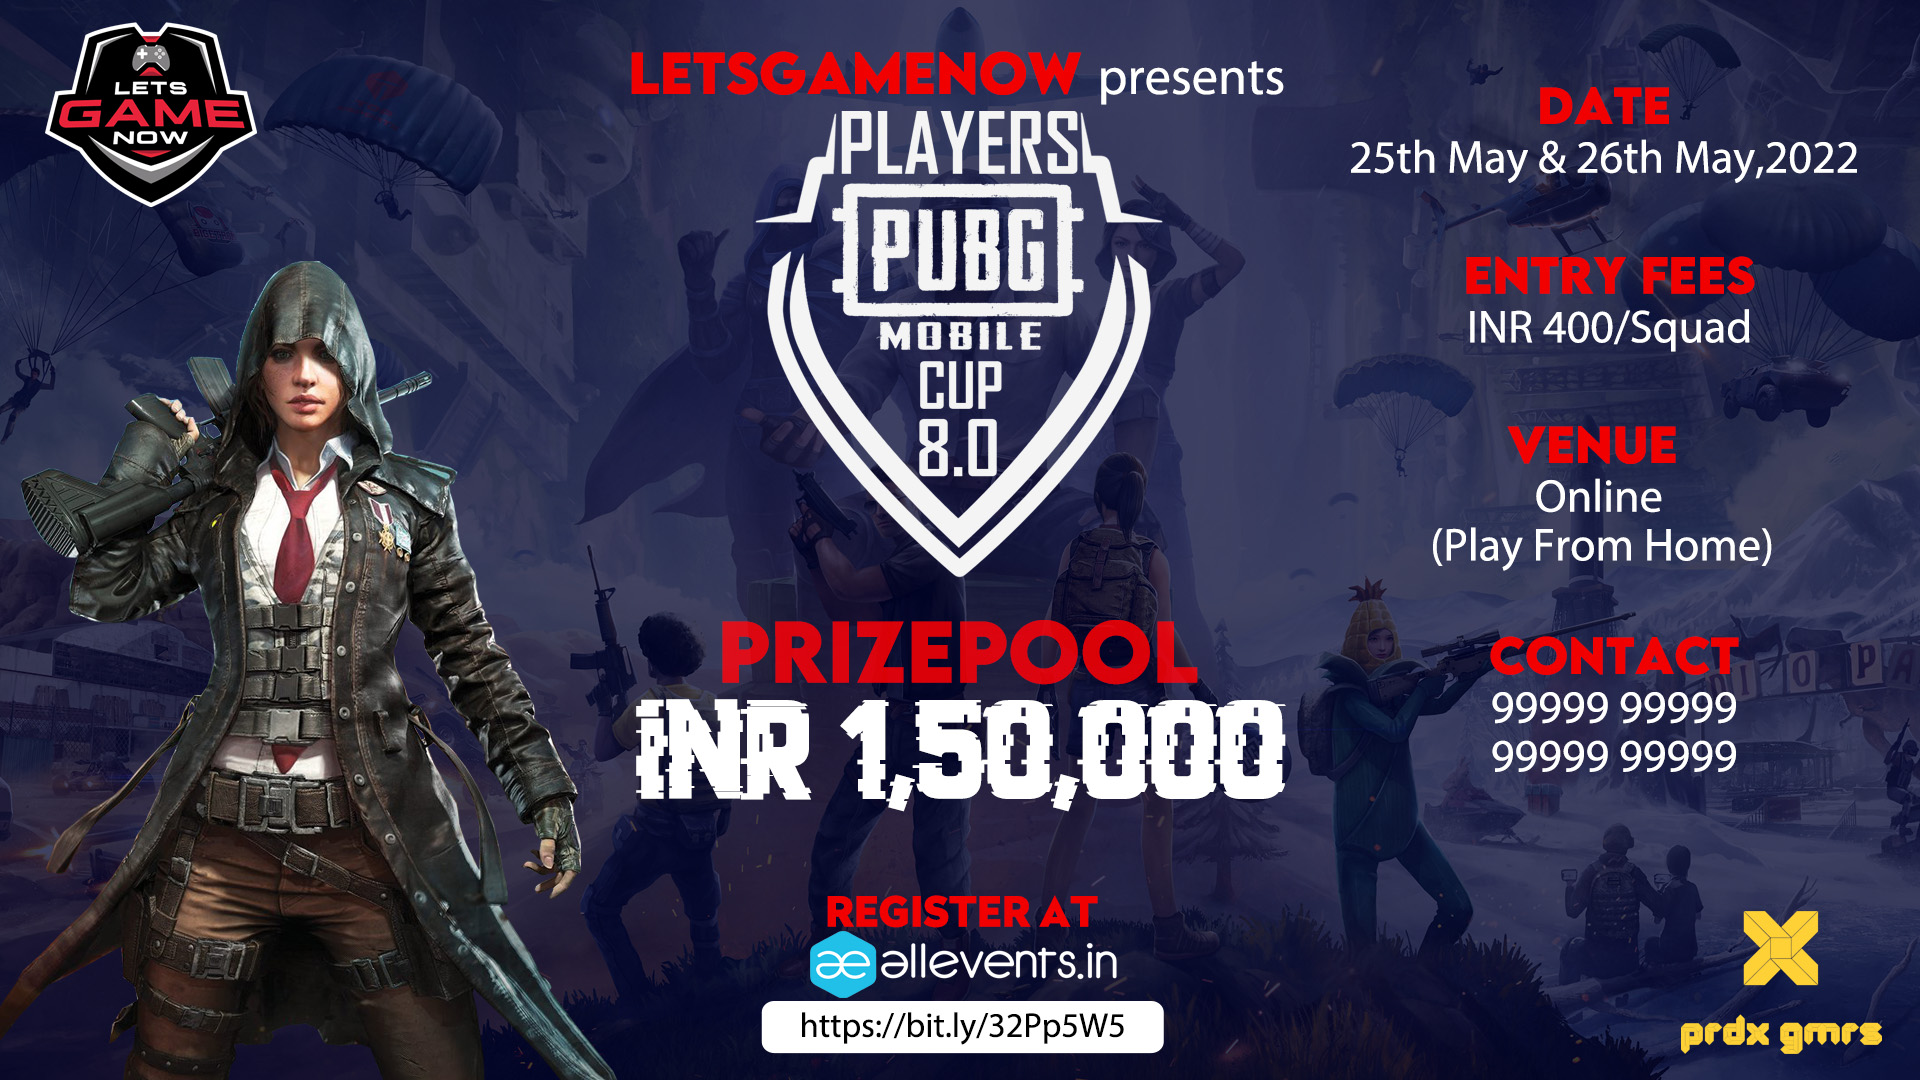 LETS
GAME
NOW
LETSGAMENOW presents
PLAYERS
PUBG
MOBILE
CUP
8.0
PRIZEPOOL
INR 1,50,000
REGISTER AT
æ allevents.in
https://bit.ly/32Pp5W5
DATE
25th May & 26th May,2022
ENTRY FEES
INR 400/Squad
VENUE
Online
(Play From Home)
CONTACT
99999 99999
99999 99999
prdx gmrs